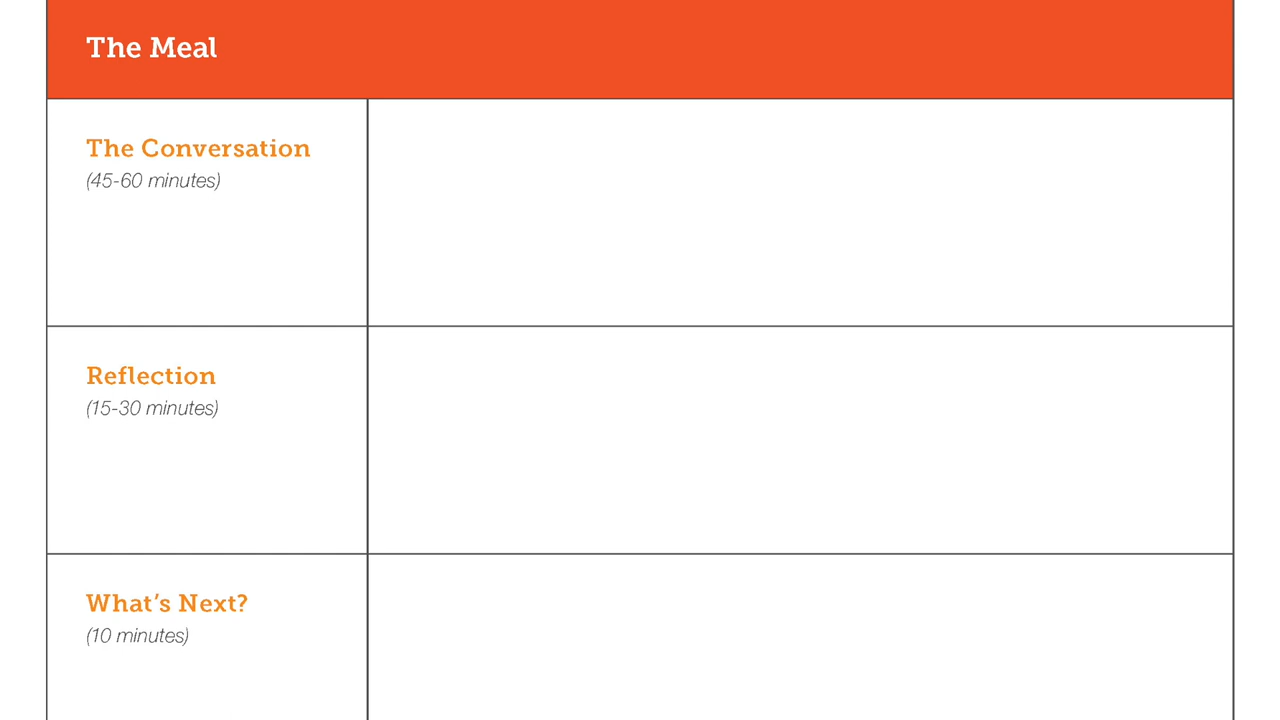 The Meal
The Conversation
(45-60 minutes)
Reflection
(15-30 minutes)
What’s Next?
(10 minutes)